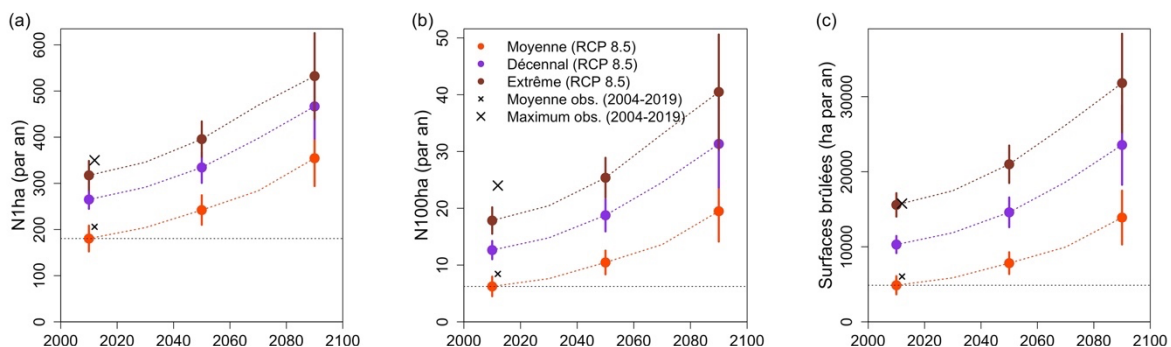 (a)
N1ha (par an)
600
500
400
300
200
100
0
2000 2020 2040 2060 2080 2100
(b)
N100ha (par an)
50
40
30
20
10
0
Moyenne (RCP 8.5)
Décennal (RCP 8.5)
Extrême (RCP 8.5)
Moyenne obs. (2004-2019)
Maximum obs. (2004-2019)
2000 2020 2040 2060 2080 2100
(c)
Surfaces brûlées (ha par an)
30000
20000
10000
0
2000 2020 2040 2060 2080 2100